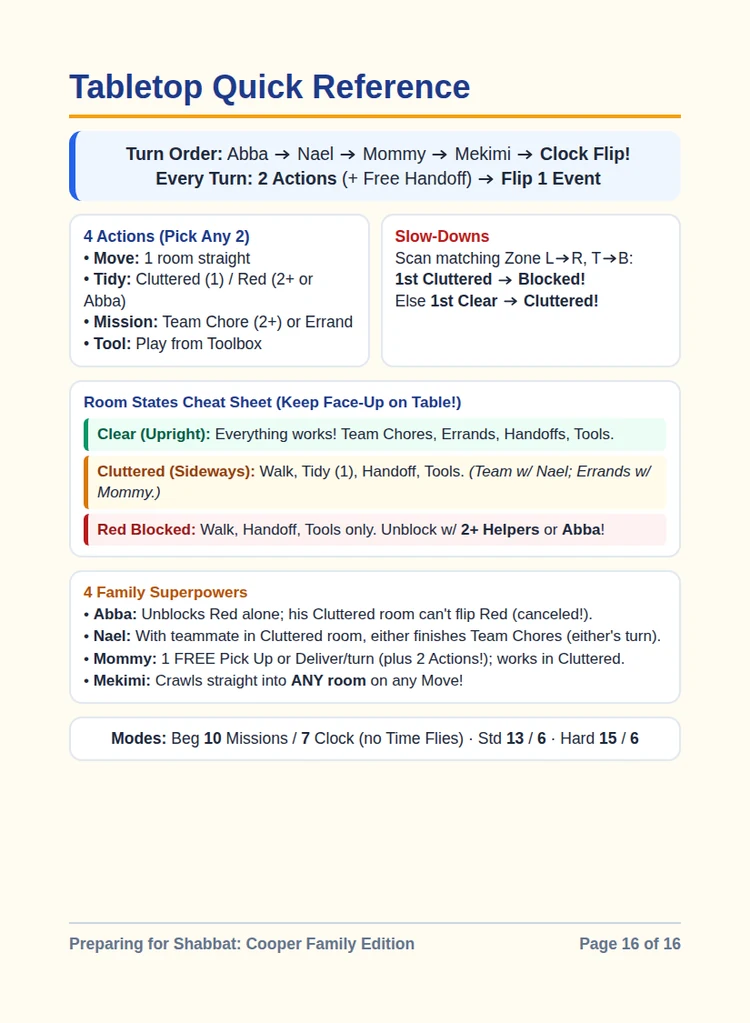 Tabletop Quick Reference
Turn Order: Abba → Nael → Mommy → Mekimi → Clock Flip!
Every Turn: 2 Actions (+ Free Handoff) → Flip 1 Event
4 Actions (Pick Any 2)
• Move: 1 room straight
• Tidy: Cluttered (1) / Red (2+ or
Abba)
• Mission: Team Chore (2+) or Errand
• Tool: Play from Toolbox
Slow-Downs
Scan matching Zone L→R, T→B:
1st Cluttered → Blocked!
Else 1st Clear → Cluttered!
Room States Cheat Sheet (Keep Face-Up on Table!)
Clear (Upright): Everything works! Team Chores, Errands, Handoffs, Tools.
Cluttered (Sideways): Walk, Tidy (1), Handoff, Tools. (Team w/ Nael; Errands w/
Mommy.)
Red Blocked: Walk, Handoff, Tools only. Unblock w/ 2+ Helpers or Abba!
4 Family Superpowers
• Abba: Unblocks Red alone; his Cluttered room can't flip Red (canceled!).
• Nael: With teammate in Cluttered room, either finishes Team Chores (either's turn).
• Mommy: 1 FREE Pick Up or Deliver/turn (plus 2 Actions!); works in Cluttered.
• Mekimi: Crawls straight into ANY room on any Move!
Modes: Beg 10 Missions / 7 Clock (no Time Flies) · Std 13 / 6 · Hard 15 / 6
Preparing for Shabbat: Cooper Family Edition
Page 16 of 16